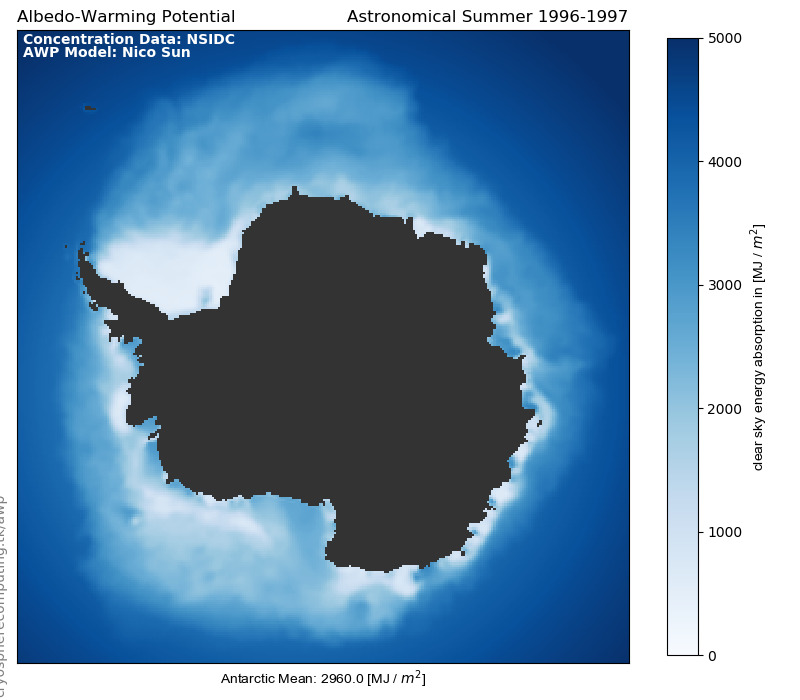 Albedo-Warming Potential
Astronomical Summer 1996-1997
Concentration Data: NSIDC
AWP Model: Nico Sun
5000
4000
3000
2000
1000
0
clear sky energy absorption in [MJ / m²]
cryospherecomputing.tk/awp
Antarctic Mean: 2960.0 [MJ / m²]